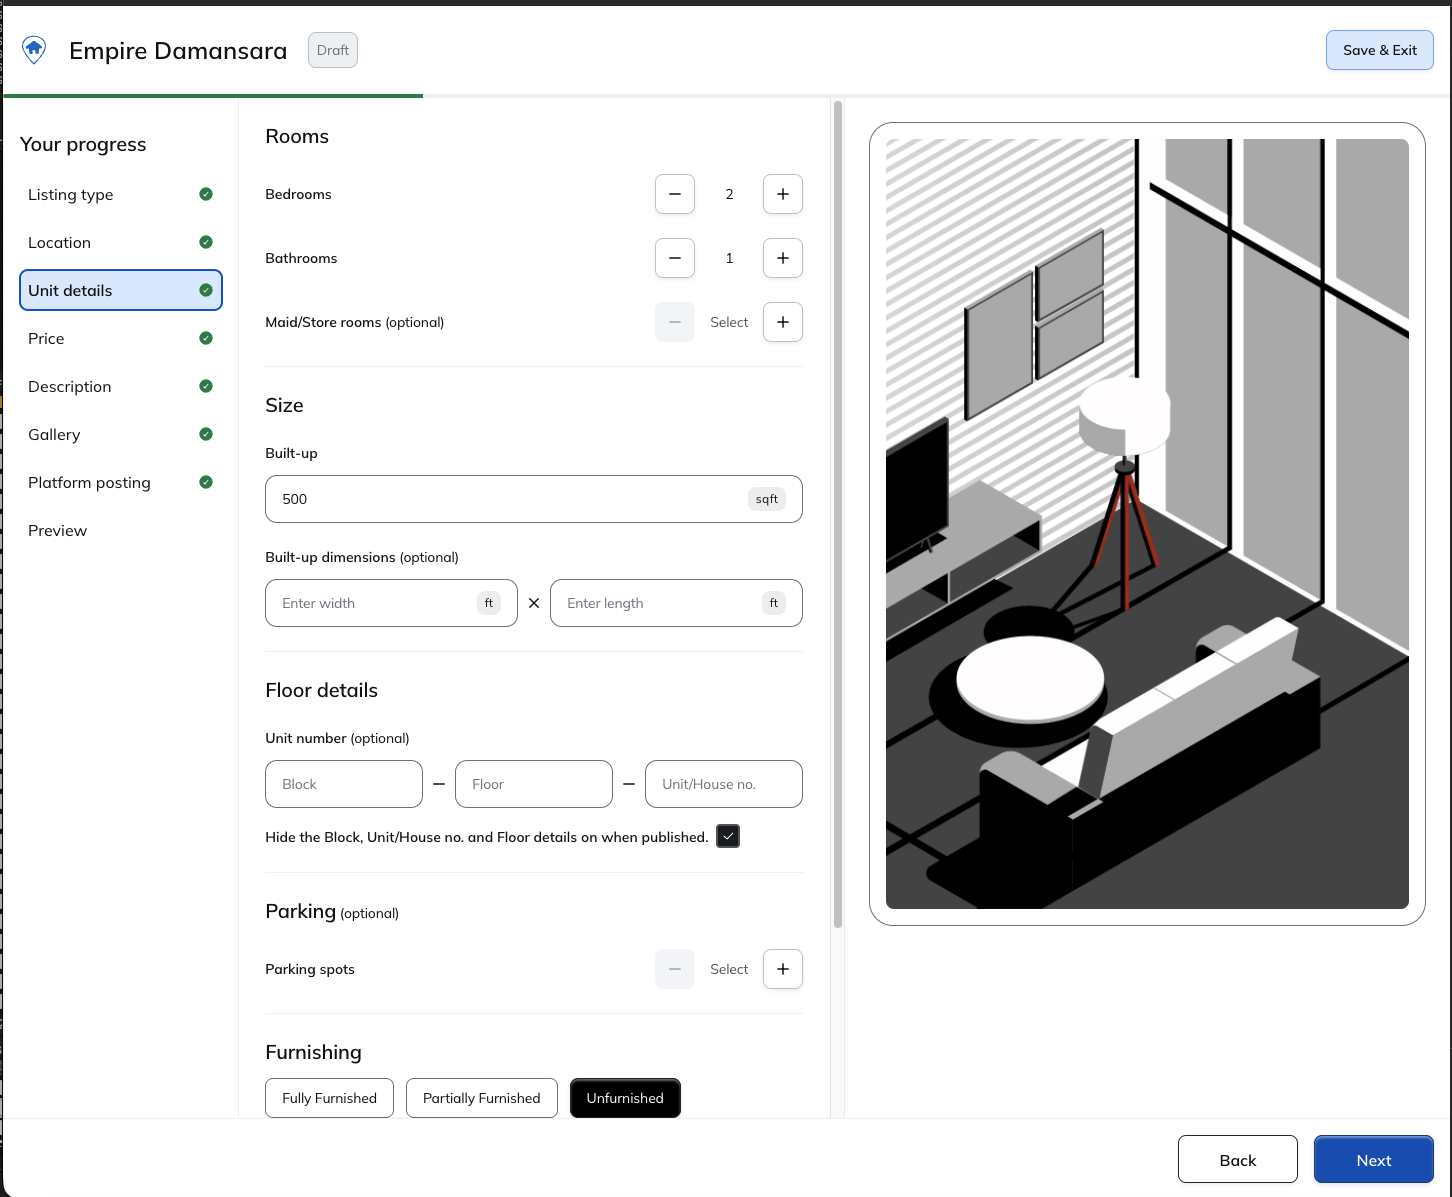 Empire Damansara
Draft
Save & Exit
Your progress
Listing type
Location
Unit details
Price
Description
Gallery
Platform posting
Preview
Rooms
Bedrooms
2
Bathrooms
1
Maid/Store rooms (optional)
Select
Size
Built-up
500
sqft
Built-up dimensions (optional)
Enter width
ft
Enter length
ft
Floor details
Unit number (optional)
Block
Floor
Unit/House no.
Hide the Block, Unit/House no. and Floor details on when published.
Parking (optional)
Parking spots
Select
Furnishing
Fully Furnished
Partially Furnished
Unfurnished
Back
Next